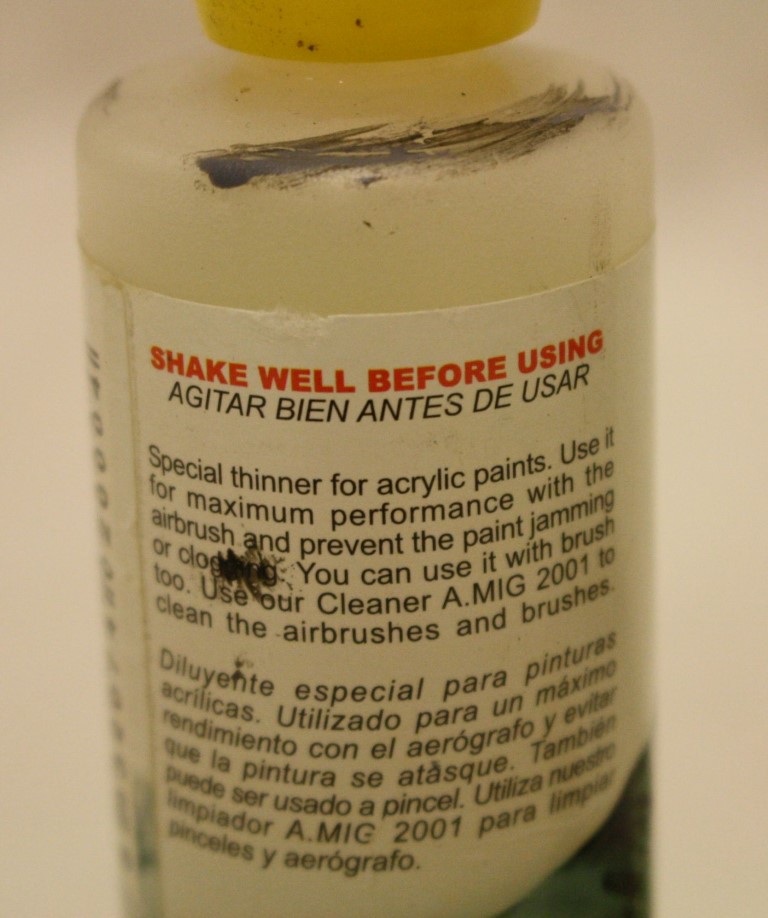 SHAKE WELL BEFORE USING
AGITAR BIEN ANTES DE USAR
Special thinner for acrylic paints. Use it
for maximum performance with the
airbrush and prevent the paint jamming
or clogging. You can use it with brush
too. Use our Cleaner A.MIG 2001 to
clean the airbrushes and brushes.
Diluyente especial para pinturas
acrílicas. Utilizado para un máximo
rendimiento con el aerógrafo y evitar
que la pintura se atasque. También
puede ser usado a pincel. Utiliza nuestro
limpiador A.MIG 2001 para limpiar
pinceles y aerógrafo.